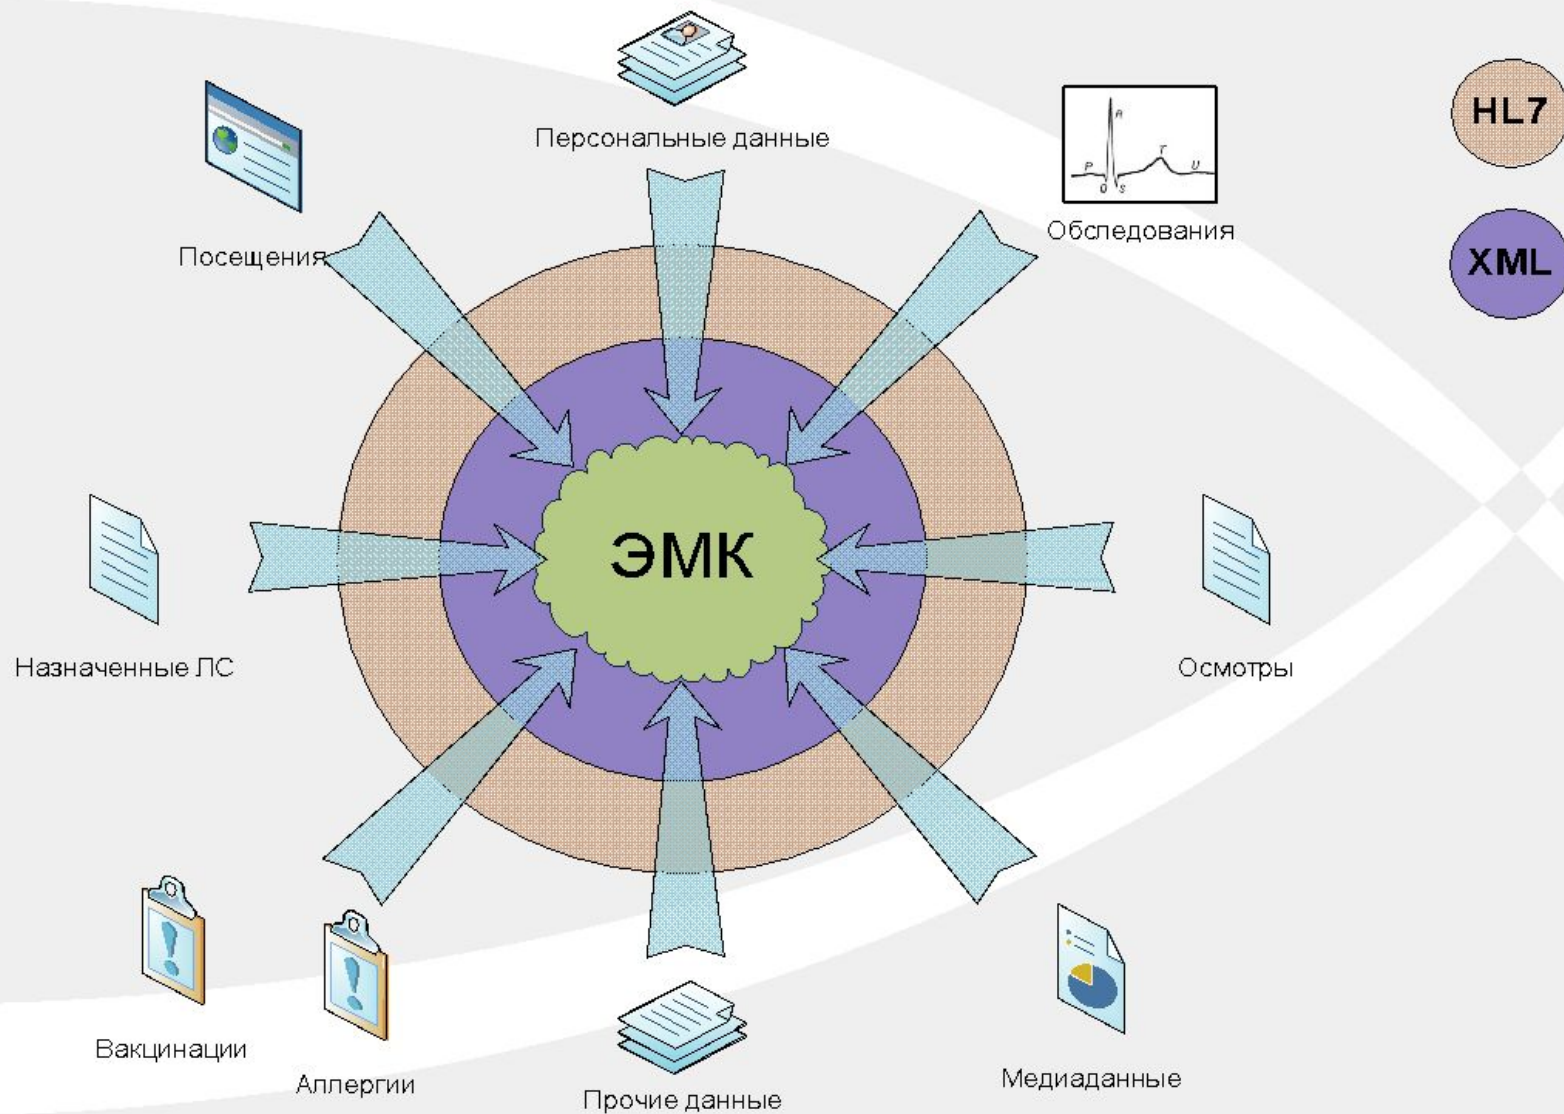 Персональные данные
HL7
R
P
T
U
Q
S
Посещения
Обследования
XML
ЭМК
Назначенные ЛС
Осмотры
Вакцинации
Аллергии
Прочие данные
Медиаданные